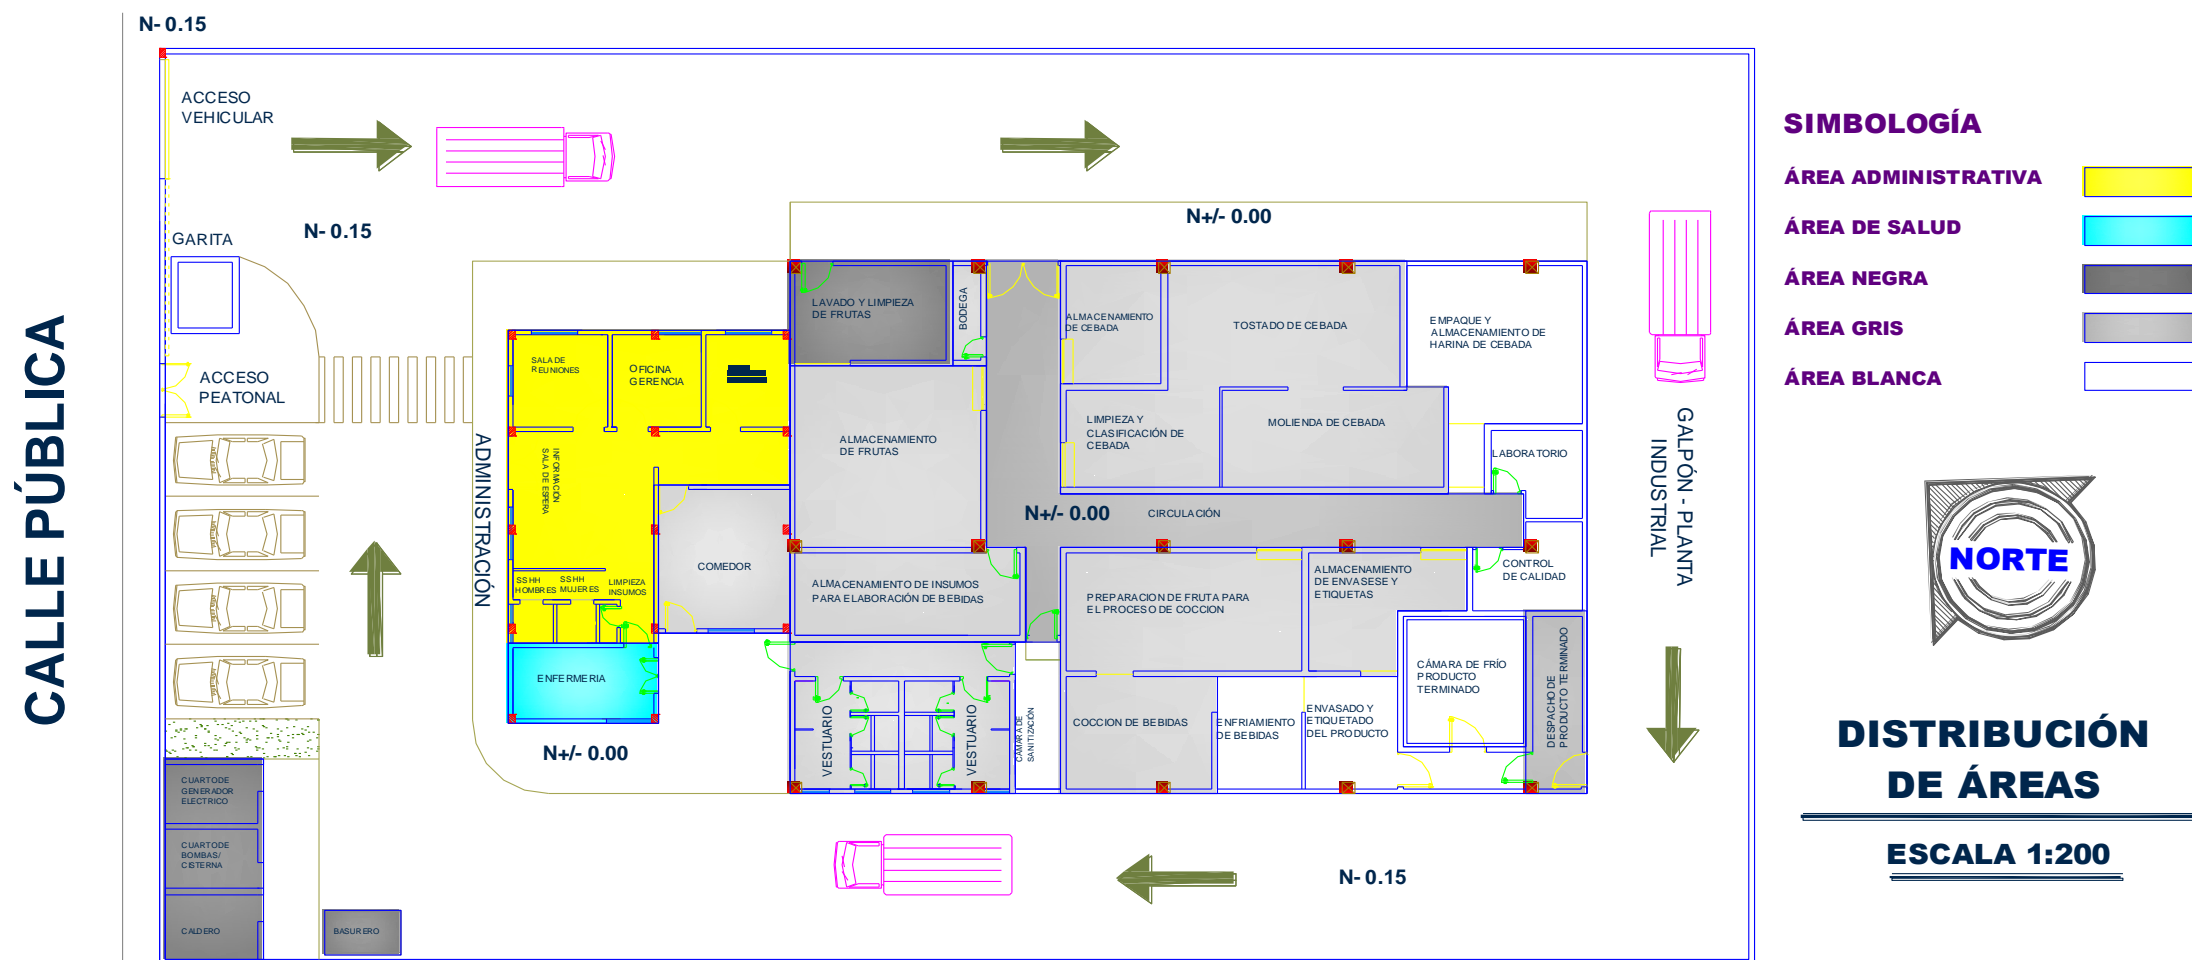 N- 0.15
ACCESO
VEHICULAR
N- 0.15
GARITA
ACCESO
PEATONAL
CALLE PÚBLICA
N+/- 0.00
LAVADO Y LIMPIEZA
DE FRUTAS
BODEGA
ALMACENAMIENTO
DE CEBADA
TOSTADO DE CEBADA
EMPAQUE Y
ALMACENAMIENTO DE
HARINA DE CEBADA
SALA DE
REUNIONES
OFICINA
GERENCIA
ALMACENAMIENTO
DE FRUTAS
LIMPIEZA Y
CLASIFICACIÓN DE
CEBADA
MOLIENDA DE CEBADA
LABORATORIO
INFORMACIÓN
SALA DE ESPERA
ADMINISTRACIÓN
N+/- 0.00
CIRCULACIÓN
COMEDOR
SSHH
HOMBRES
SSHH
MUJERES
LIMPIEZA
INSUMOS
ALMACENAMIENTO DE INSUMOS
PARA ELABORACIÓN DE BEBIDAS
PREPARACION DE FRUTA PARA
EL PROCESO DE COCCION
ALMACENAMIENTO
DE ENVASESE Y
ETIQUETAS
CONTROL
DE CALIDAD
ENFERMERIA
N+/- 0.00
VESTUARIO
VESTUARIO
CÁMARA DE
SANITIZACIÓN
COCCION DE BEBIDAS
ENFRIAMIENTO
DE BEBIDAS
ENVASADO Y
ETIQUETADO
DEL PRODUCTO
CÁMARA DE FRÍO
PRODUCTO
TERMINADO
DESPACHO DE
PRODUCTO TERMINADO
CUARTO DE
GENERADOR
ELECTRICO
CUARTO DE
BOMBAS/
CISTERNA
CALDERO
BASURERO
N- 0.15
GALPÓN - PLANTA
INDUSTRIAL
SIMBOLOGÍA
ÁREA ADMINISTRATIVA
ÁREA DE SALUD
ÁREA NEGRA
ÁREA GRIS
ÁREA BLANCA
NORTE
DISTRIBUCIÓN
DE ÁREAS
ESCALA 1:200